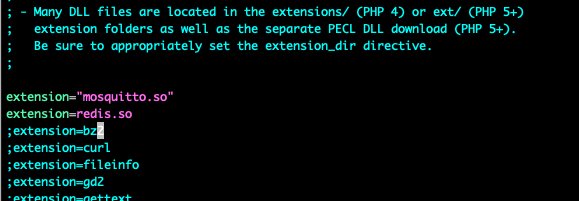 ; - Many DLL files are located in the extensions/ (PHP 4) or ext/ (PHP 5+)
;   extension folders as well as the separate PECL DLL download (PHP 5+).
;   Be sure to appropriately set the extension_dir directive.
;
extension="mosquitto.so"
extension=redis.so
;extension=bz2
;extension=curl
;extension=fileinfo
;extension=gd2
;extension=gettext